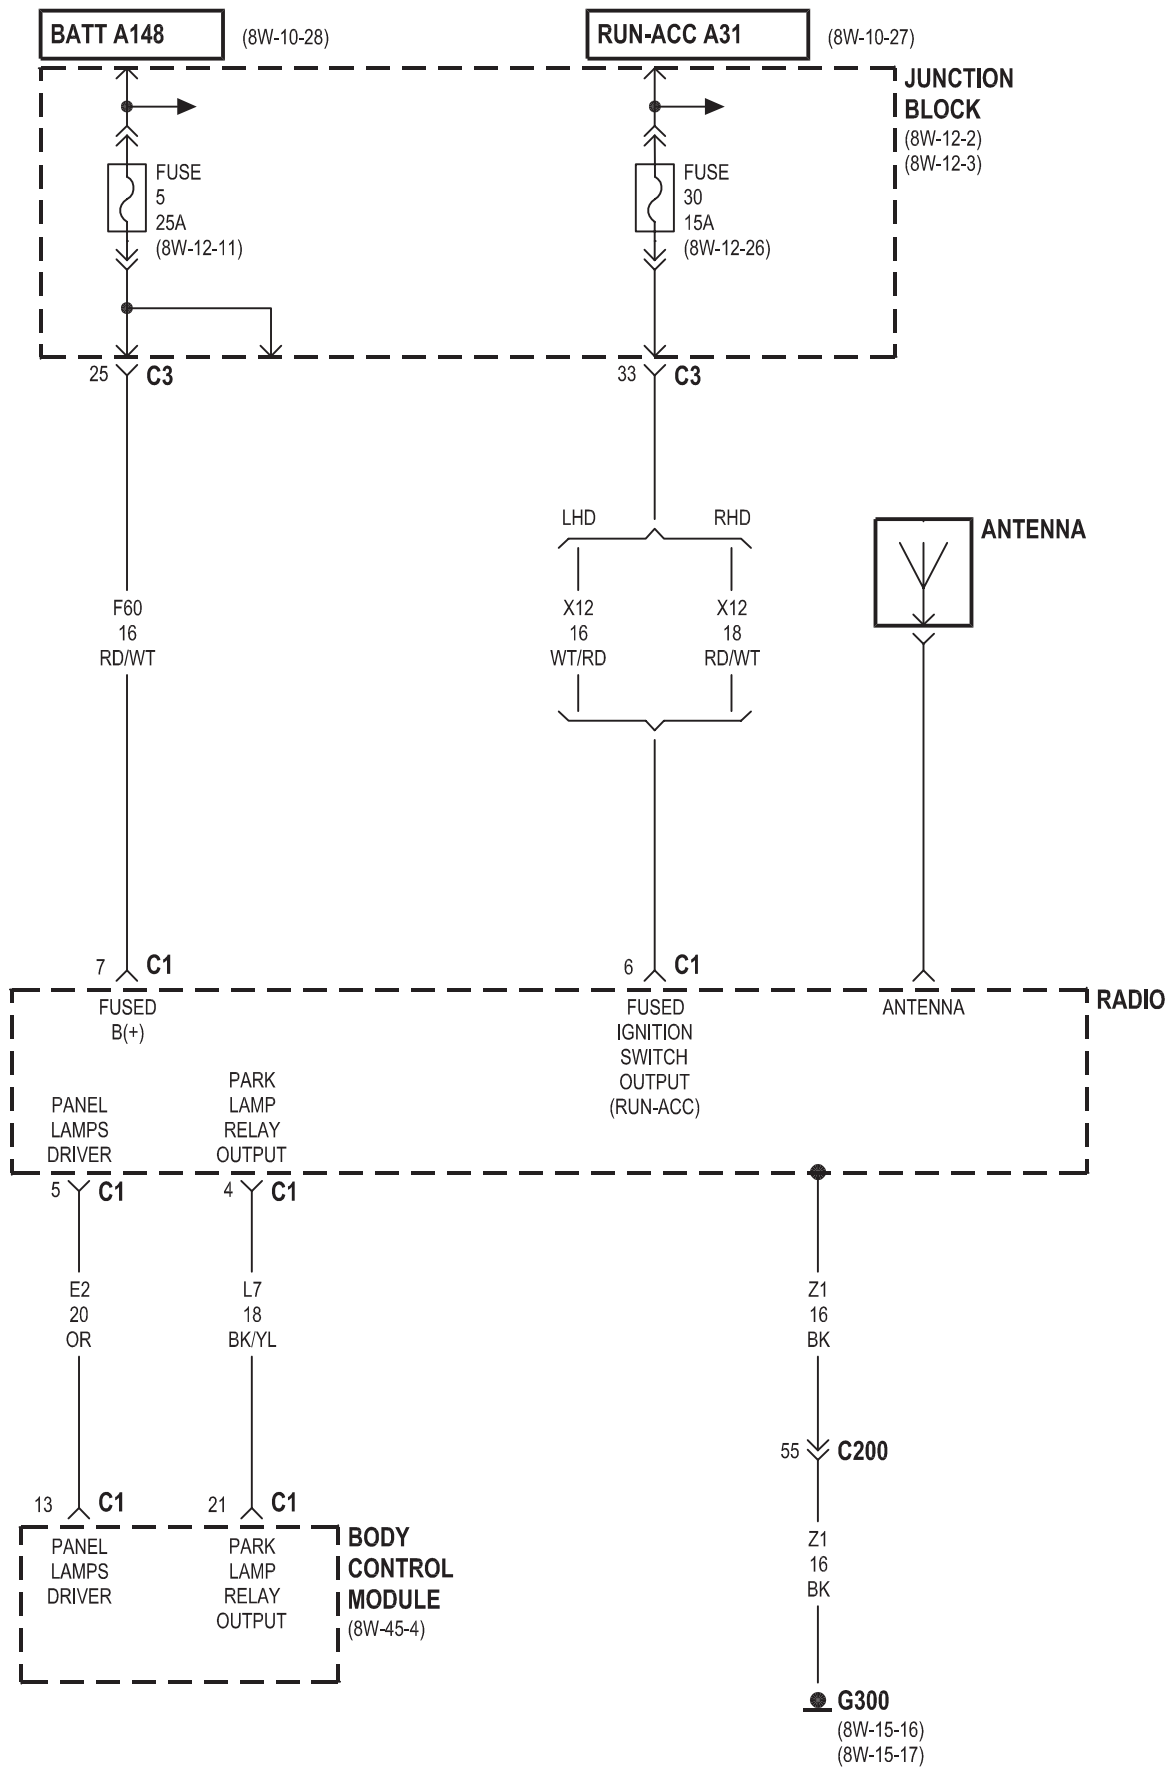 BATT A148
(8W-10-28)
RUN-ACC A31
(8W-10-27)
JUNCTION
BLOCK
(8W-12-2)
(8W-12-3)
FUSE
5
25A
(8W-12-11)
FUSE
30
15A
(8W-12-26)
25
C3
33
C3
LHD
RHD
ANTENNA
F60
16
RD/WT
X12
16
WT/RD
X12
18
RD/WT
7
C1
6
C1
RADIO
FUSED
B(+)
FUSED
IGNITION
SWITCH
OUTPUT
(RUN-ACC)
ANTENNA
PANEL
LAMPS
DRIVER
PARK
LAMP
RELAY
OUTPUT
5
C1
4
C1
E2
20
OR
L7
18
BK/YL
Z1
16
BK
55
C200
13
C1
21
C1
BODY
CONTROL
MODULE
(8W-45-4)
PANEL
LAMPS
DRIVER
PARK
LAMP
RELAY
OUTPUT
Z1
16
BK
G300
(8W-15-16)
(8W-15-17)